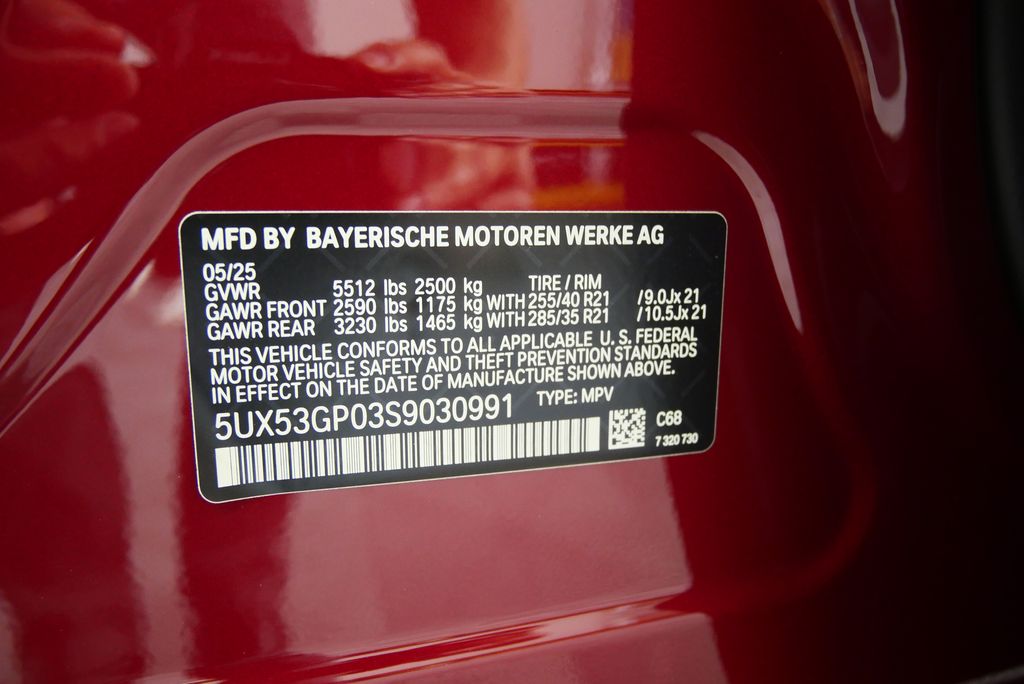 MFD BY BAYERISCHE MOTOREN WERKE AG
05/25
GVWR 5512 lbs 2500 kg TIRE / RIM
GAWR FRONT 2590 lbs 1175 kg WITH 255/40 R21 / 9.0Jx 21
GAWR REAR 3230 lbs 1465 kg WITH 285/35 R21 / 10.5Jx 21
THIS VEHICLE CONFORMS TO ALL APPLICABLE U. S. FEDERAL
MOTOR VEHICLE SAFETY AND THEFT PREVENTION STANDARDS
IN EFFECT ON THE DATE OF MANUFACTURE SHOWN ABOVE.
5UX53GP03S9030991 TYPE: MPV
C68
7 320 730